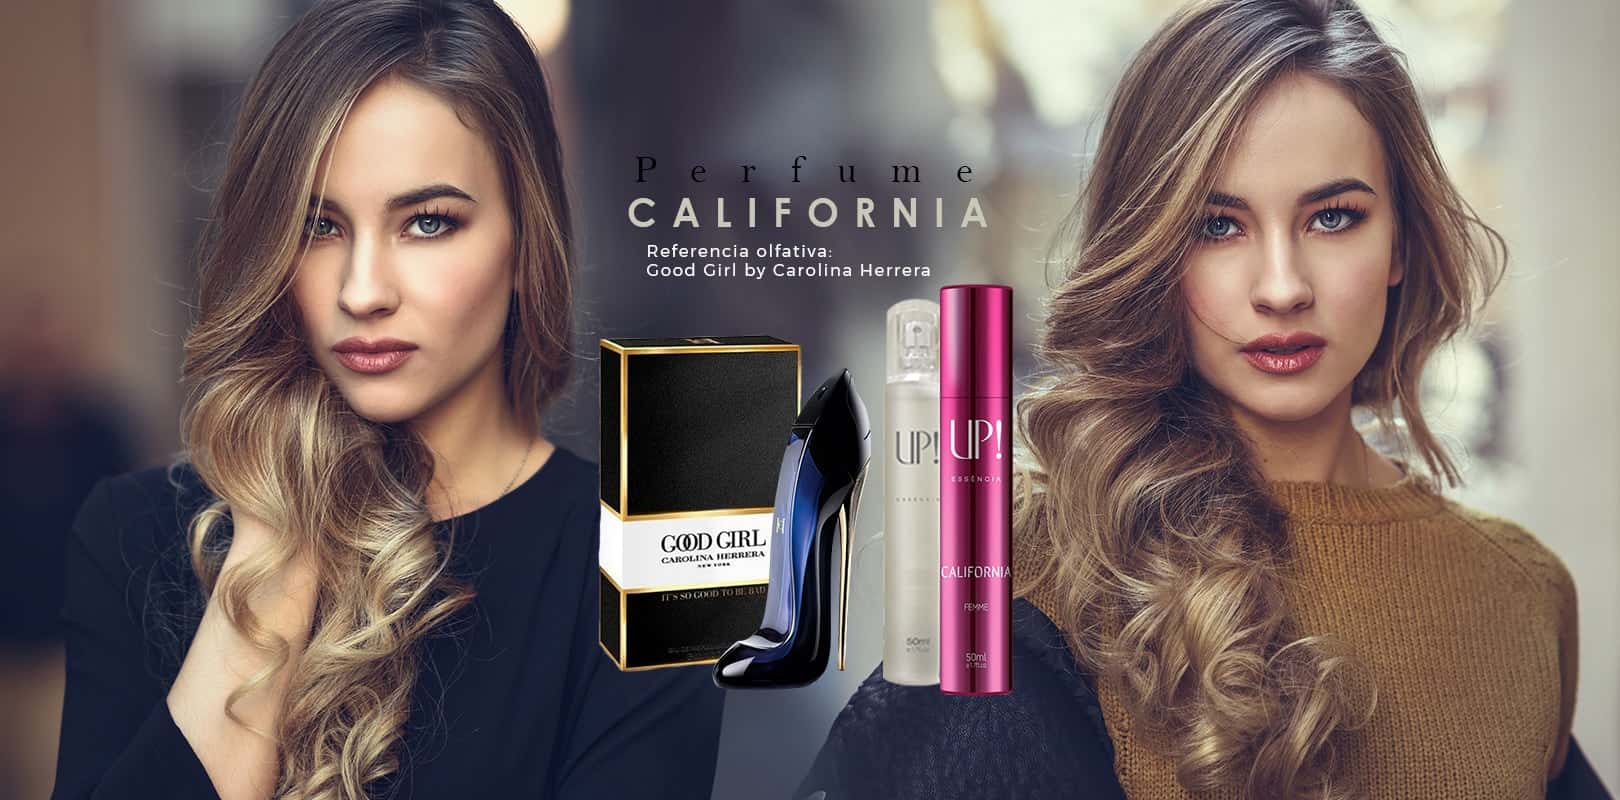 Perfume
CALIFORNIA
Referencia olfativa:
Good Girl by Carolina Herrera
GOOD GIRL
CAROLINA HERRERA
NEW YORK
IT'S SO GOOD TO BE BAD
UP!
ESSÊNCIA
50ml
UP!
ESSÊNCIA
CALIFORNIA
FEMME
50ml